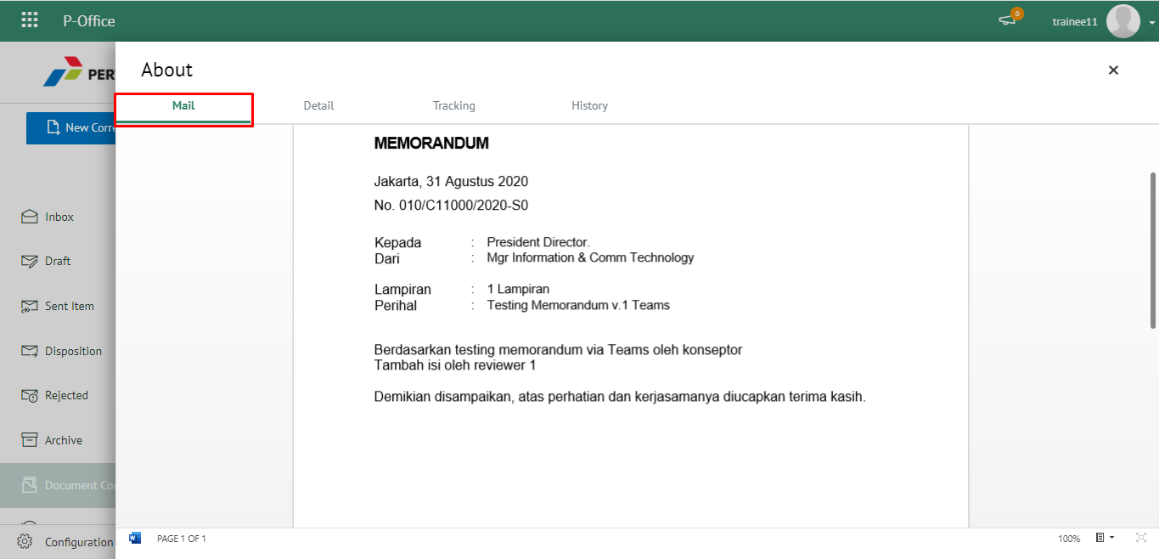 P-Office
0
trainee11
PER
About
Mail
Detail
Tracking
History
New Corre
Inbox
Draft
Sent Item
Disposition
Rejected
Archive
Document Co
Configuration
MEMORANDUM
Jakarta, 31 Agustus 2020
No. 010/C11000/2020-S0
Kepada : President Director.
Dari : Mgr Information & Comm Technology
Lampiran : 1 Lampiran
Perihal : Testing Memorandum v.1 Teams
Berdasarkan testing memorandum via Teams oleh konseptor
Tambah isi oleh reviewer 1
Demikian disampaikan, atas perhatian dan kerjasamanya diucapkan terima kasih.
PAGE 1 OF 1
100%